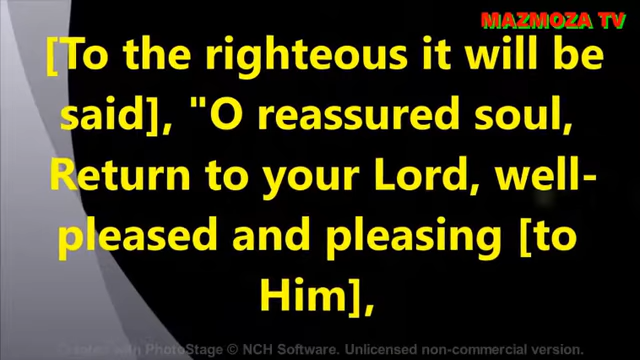 MAZMOZA TV
[To the righteous it will be
said], "O reassured soul,
Return to your Lord, well-
pleased and pleasing [to
Him],
Created with PhotoStage © NCH Software. Unlicensed non-commercial version.